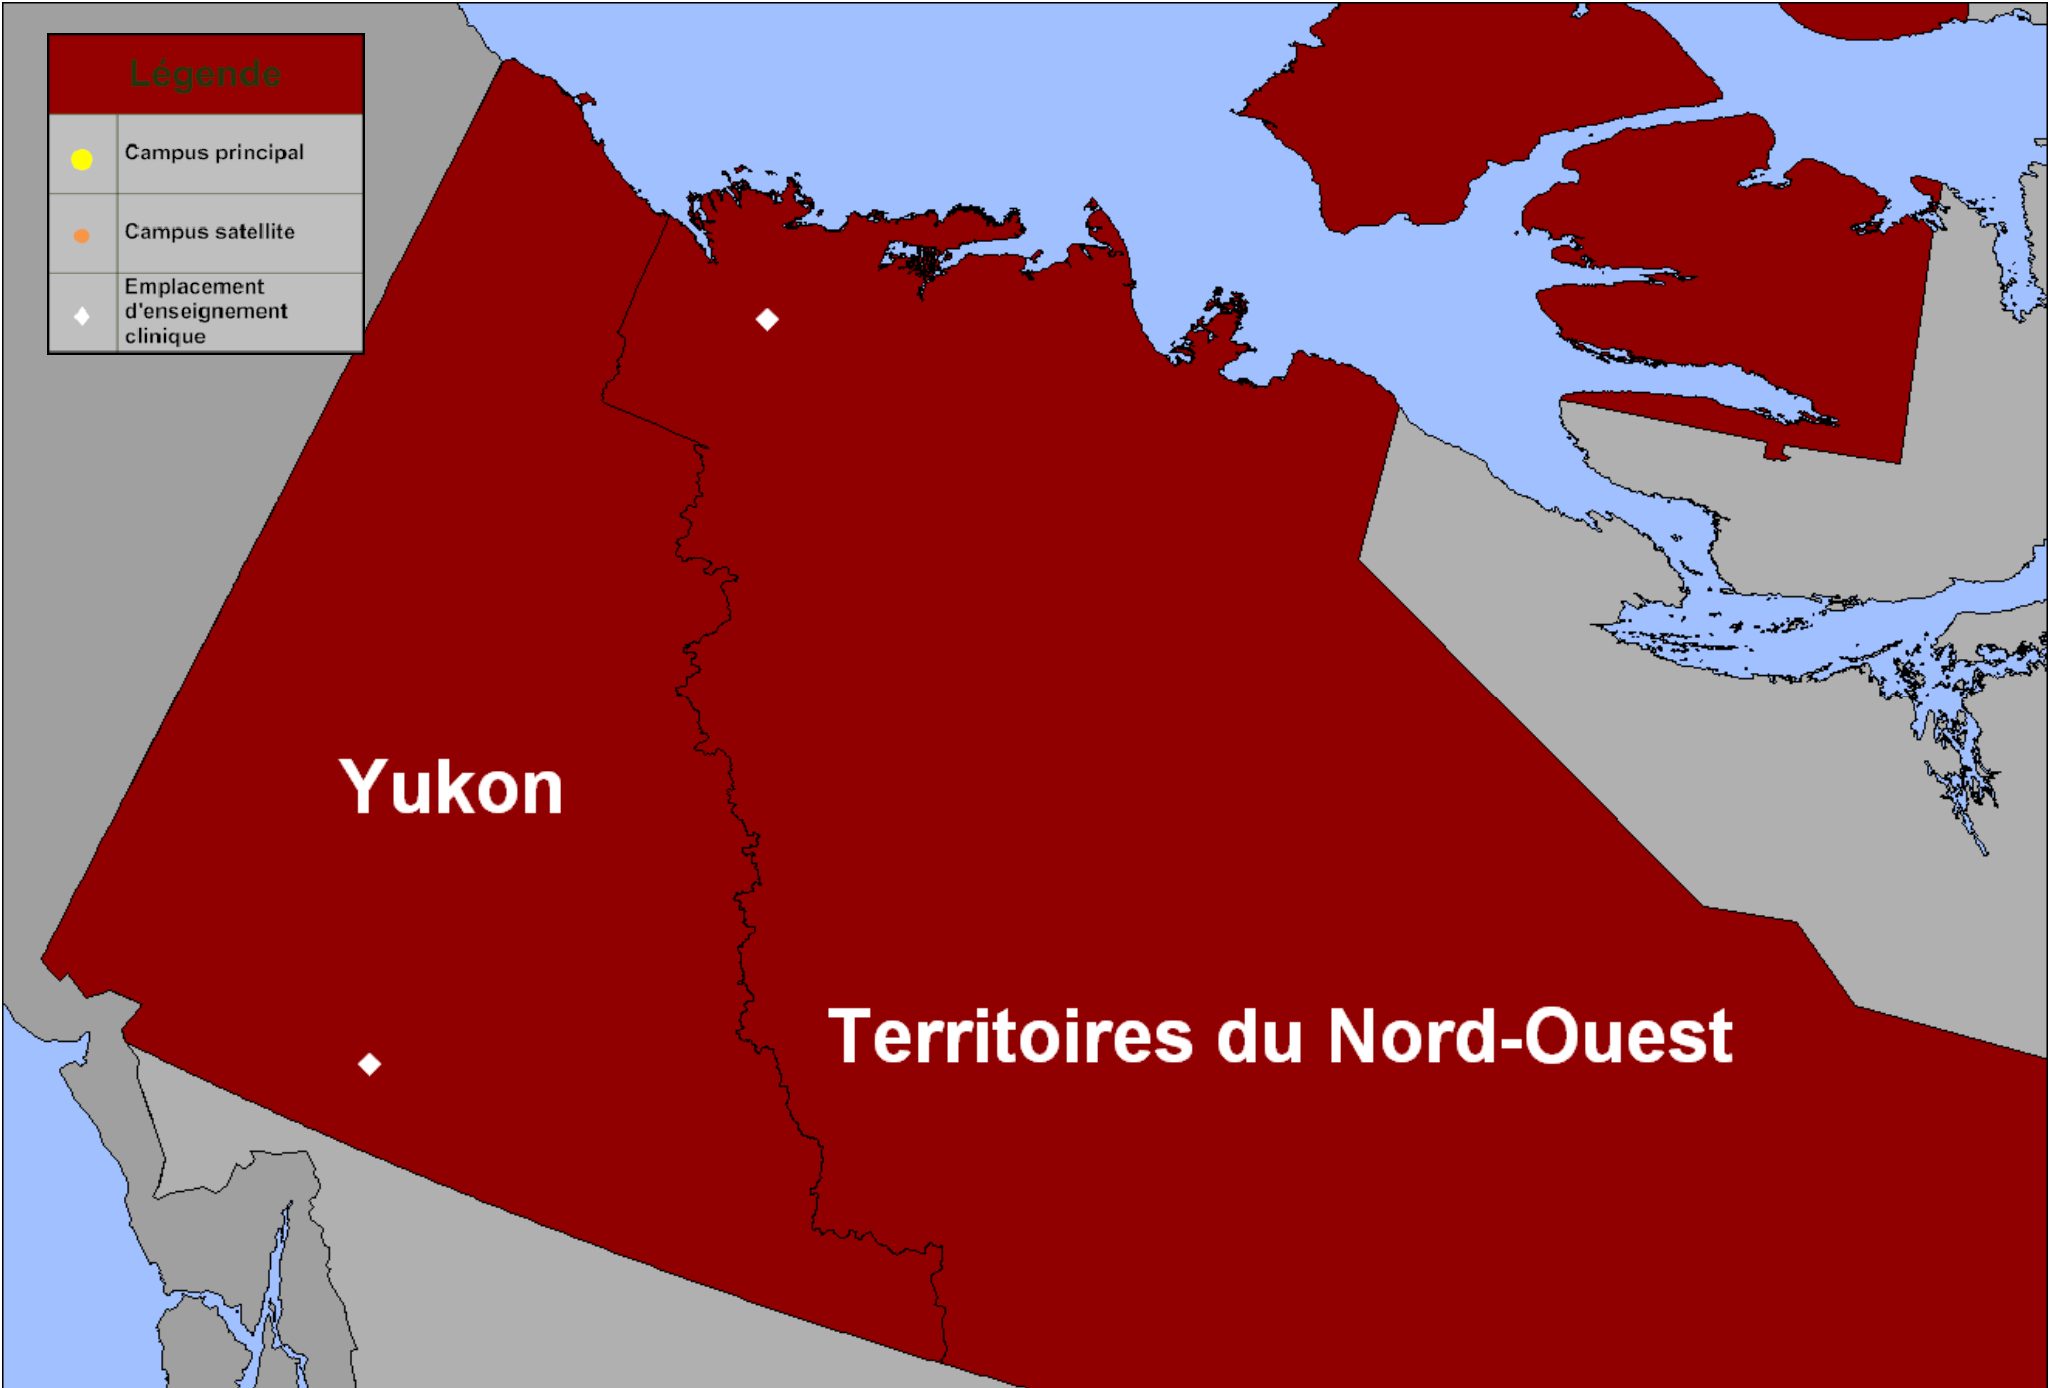 Légende
Campus principal
Campus satellite
Emplacement
d'enseignement
clinique
Yukon
Territoires du Nord-Ouest